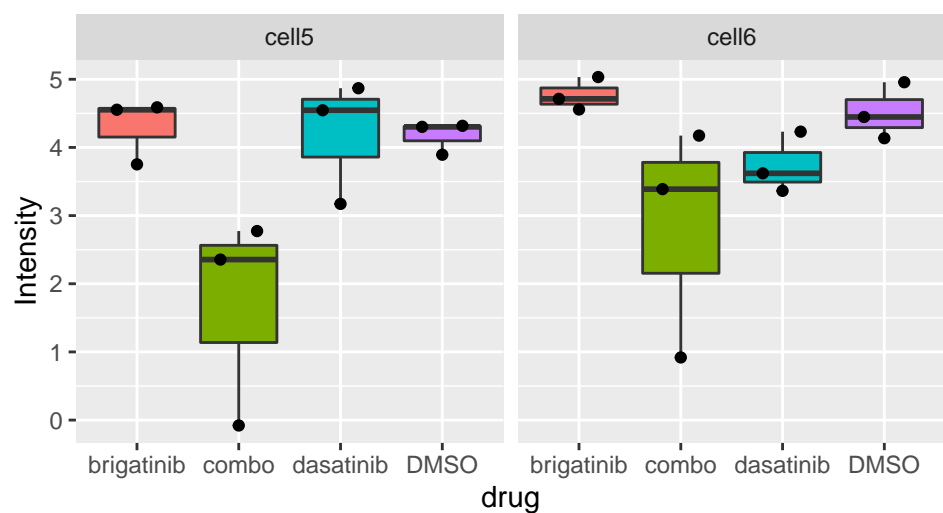 cell5 cell6
5
4
3
2
1
0
Intensity
brigatinib combo dasatinib DMSO brigatinib combo dasatinib DMSO
drug